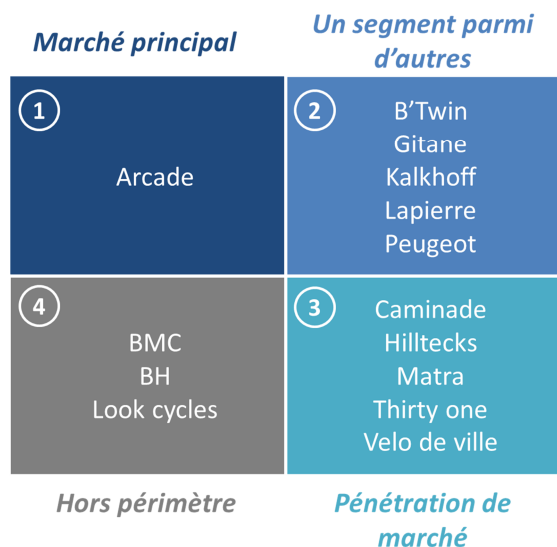 Marché principal
Un segment parmi
d'autres
1
Arcade
2
B'Twin
Gitane
Kalkhoff
Lapierre
Peugeot
4
BMC
BH
Look cycles
3
Caminade
Hilltecks
Matra
Thirty one
Velo de ville
Hors périmètre
Pénétration de
marché